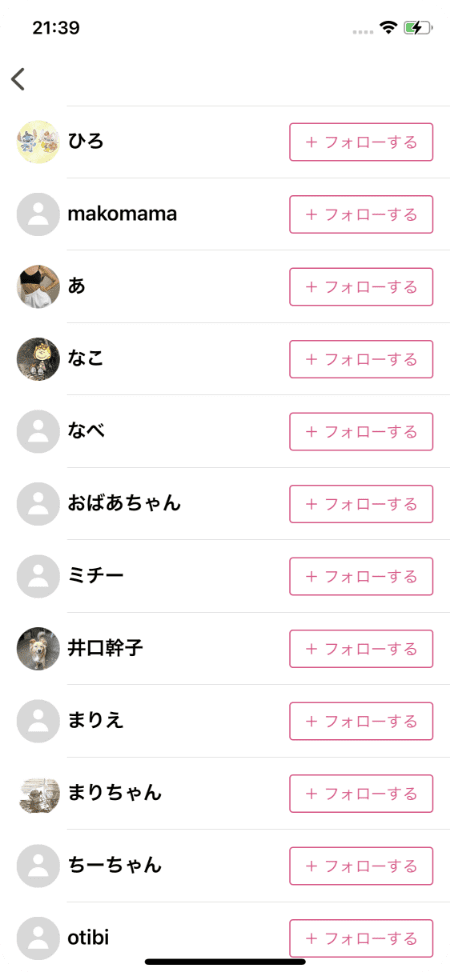 21:39
ひろ
+ フォローする
makomama
+ フォローする
あ
+ フォローする
なこ
+ フォローする
なべ
+ フォローする
おばあちゃん
+ フォローする
ミチー
+ フォローする
井口幹子
+ フォローする
まりえ
+ フォローする
まりちゃん
+ フォローする
ちーちゃん
+ フォローする
otibi
+ フォローする